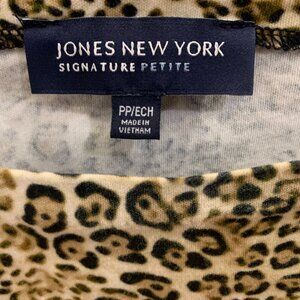 JONES NEW YORK
SIGNATURE PETITE
PP/ECH
MADE IN
VIETNAM